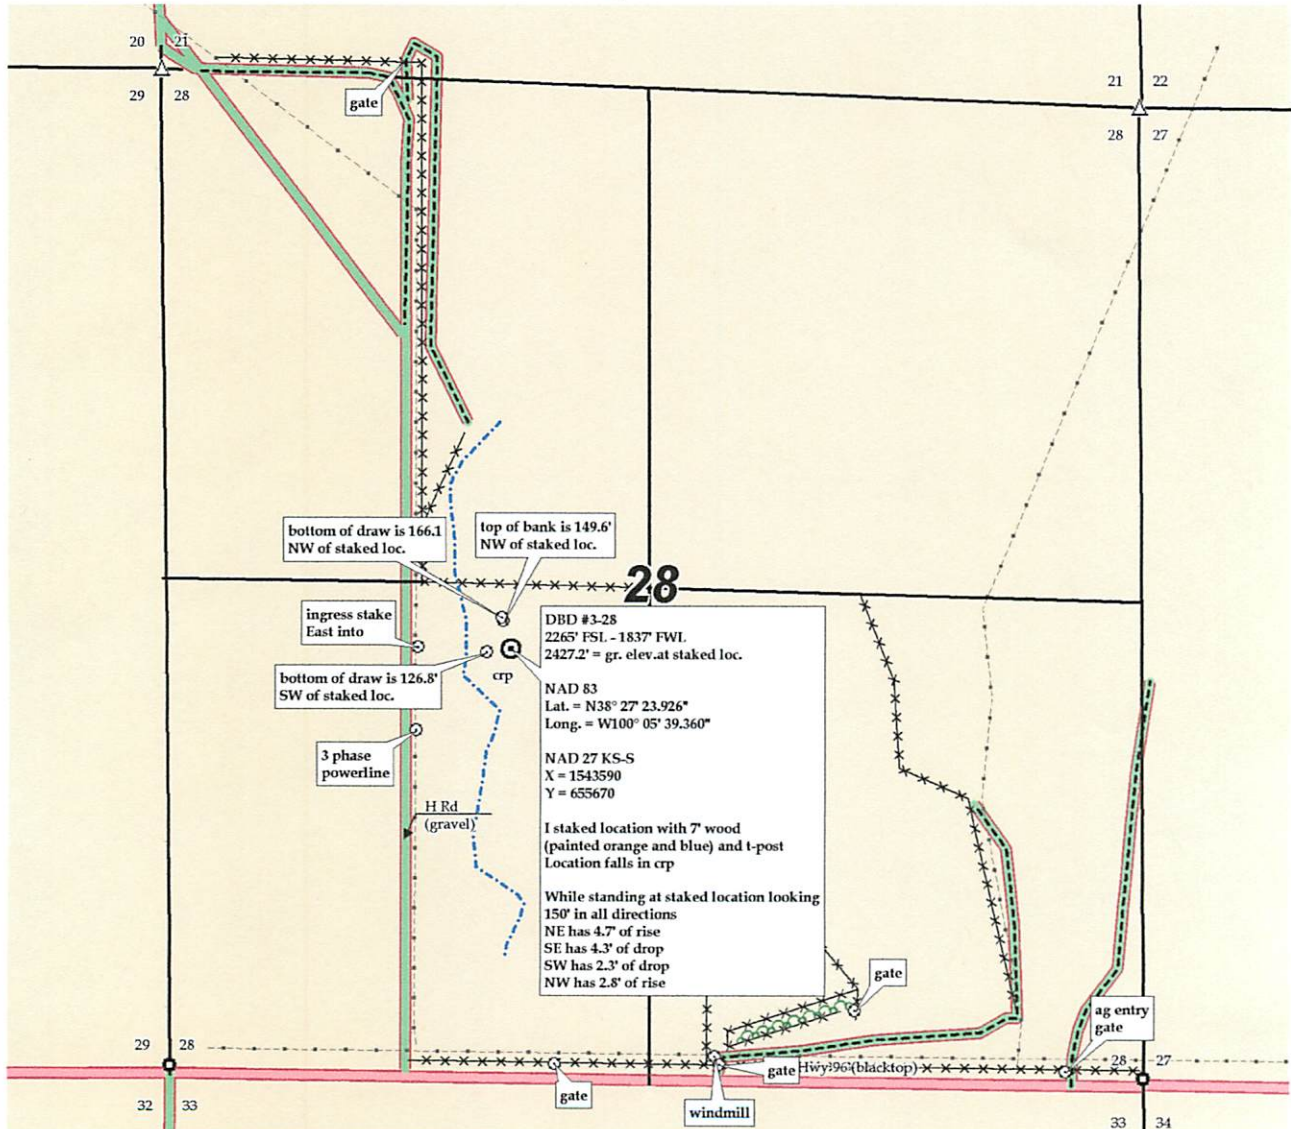 20 21
29 28
21 22
28 27
gate
bottom of draw is 166.1
NW of staked loc.
top of bank is 149.6'
NW of staked loc.
28
ingress stake
East into
bottom of draw is 126.8'
SW of staked loc.
crp
3 phase
powerline
H Rd
(gravel)
DBD #3-28
2265' FSL - 1837' FWL
2427.2' = gr. elev.at staked loc.
NAD 83
Lat. = N38° 27' 23.926"
Long. = W100° 05' 39.360"
NAD 27 KS-S
X = 1543590
Y = 655670
I staked location with 7' wood
(painted orange and blue) and t-post
Location falls in crp
While standing at staked location looking
150' in all directions
NE has 4.7' of rise
SE has 4.3' of drop
SW has 2.3' of drop
NW has 2.8' of rise
gate
ag entry
gate
29 28
28 27
gate
Hwy 96 (blacktop)
gate
windmill
32 33
33 34